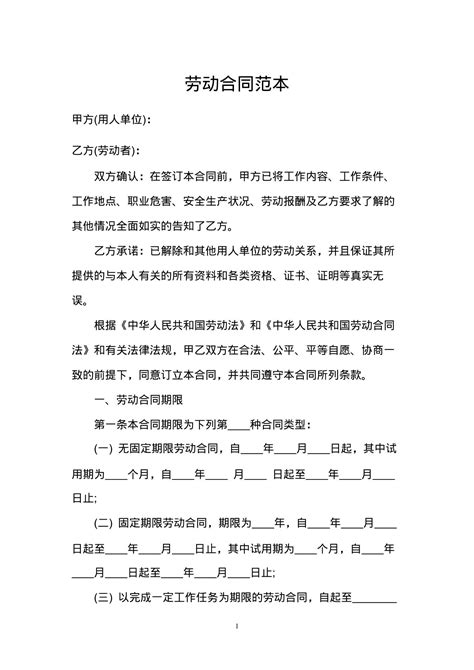 劳动合同范本
甲方(用人单位)：
乙方(劳动者)：
双方确认：在签订本合同前，甲方已将工作内容、工作条件、
工作地点、职业危害、安全生产状况、劳动报酬及乙方要求了解的
其他情况全面如实的告知了乙方。
乙方承诺：已解除和其他用人单位的劳动关系，并且保证其所
提供的与本人有关的所有资料和各类资格、证书、证明等真实无
误。
根据《中华人民共和国劳动法》和《中华人民共和国劳动合同
法》和有关法律法规，甲乙双方在合法、公平、平等自愿、协商一
致的前提下，同意订立本合同，并共同遵守本合同所列条款。
一、劳动合同期限
第一条本合同期限为下列第____种合同类型：
(一) 无固定期限劳动合同，自____年____月____日起，其中试
用期为____个月，自____年____ 月____ 日起至____年____月____
日止;
(二) 固定期限劳动合同，期限为____年，自____年____月____
日起至____年____月____日止，其中试用期为____个月，自____年
____月____日起至____年____月____日止;
(三) 以完成一定工作任务为期限的劳动合同，自起至________
1